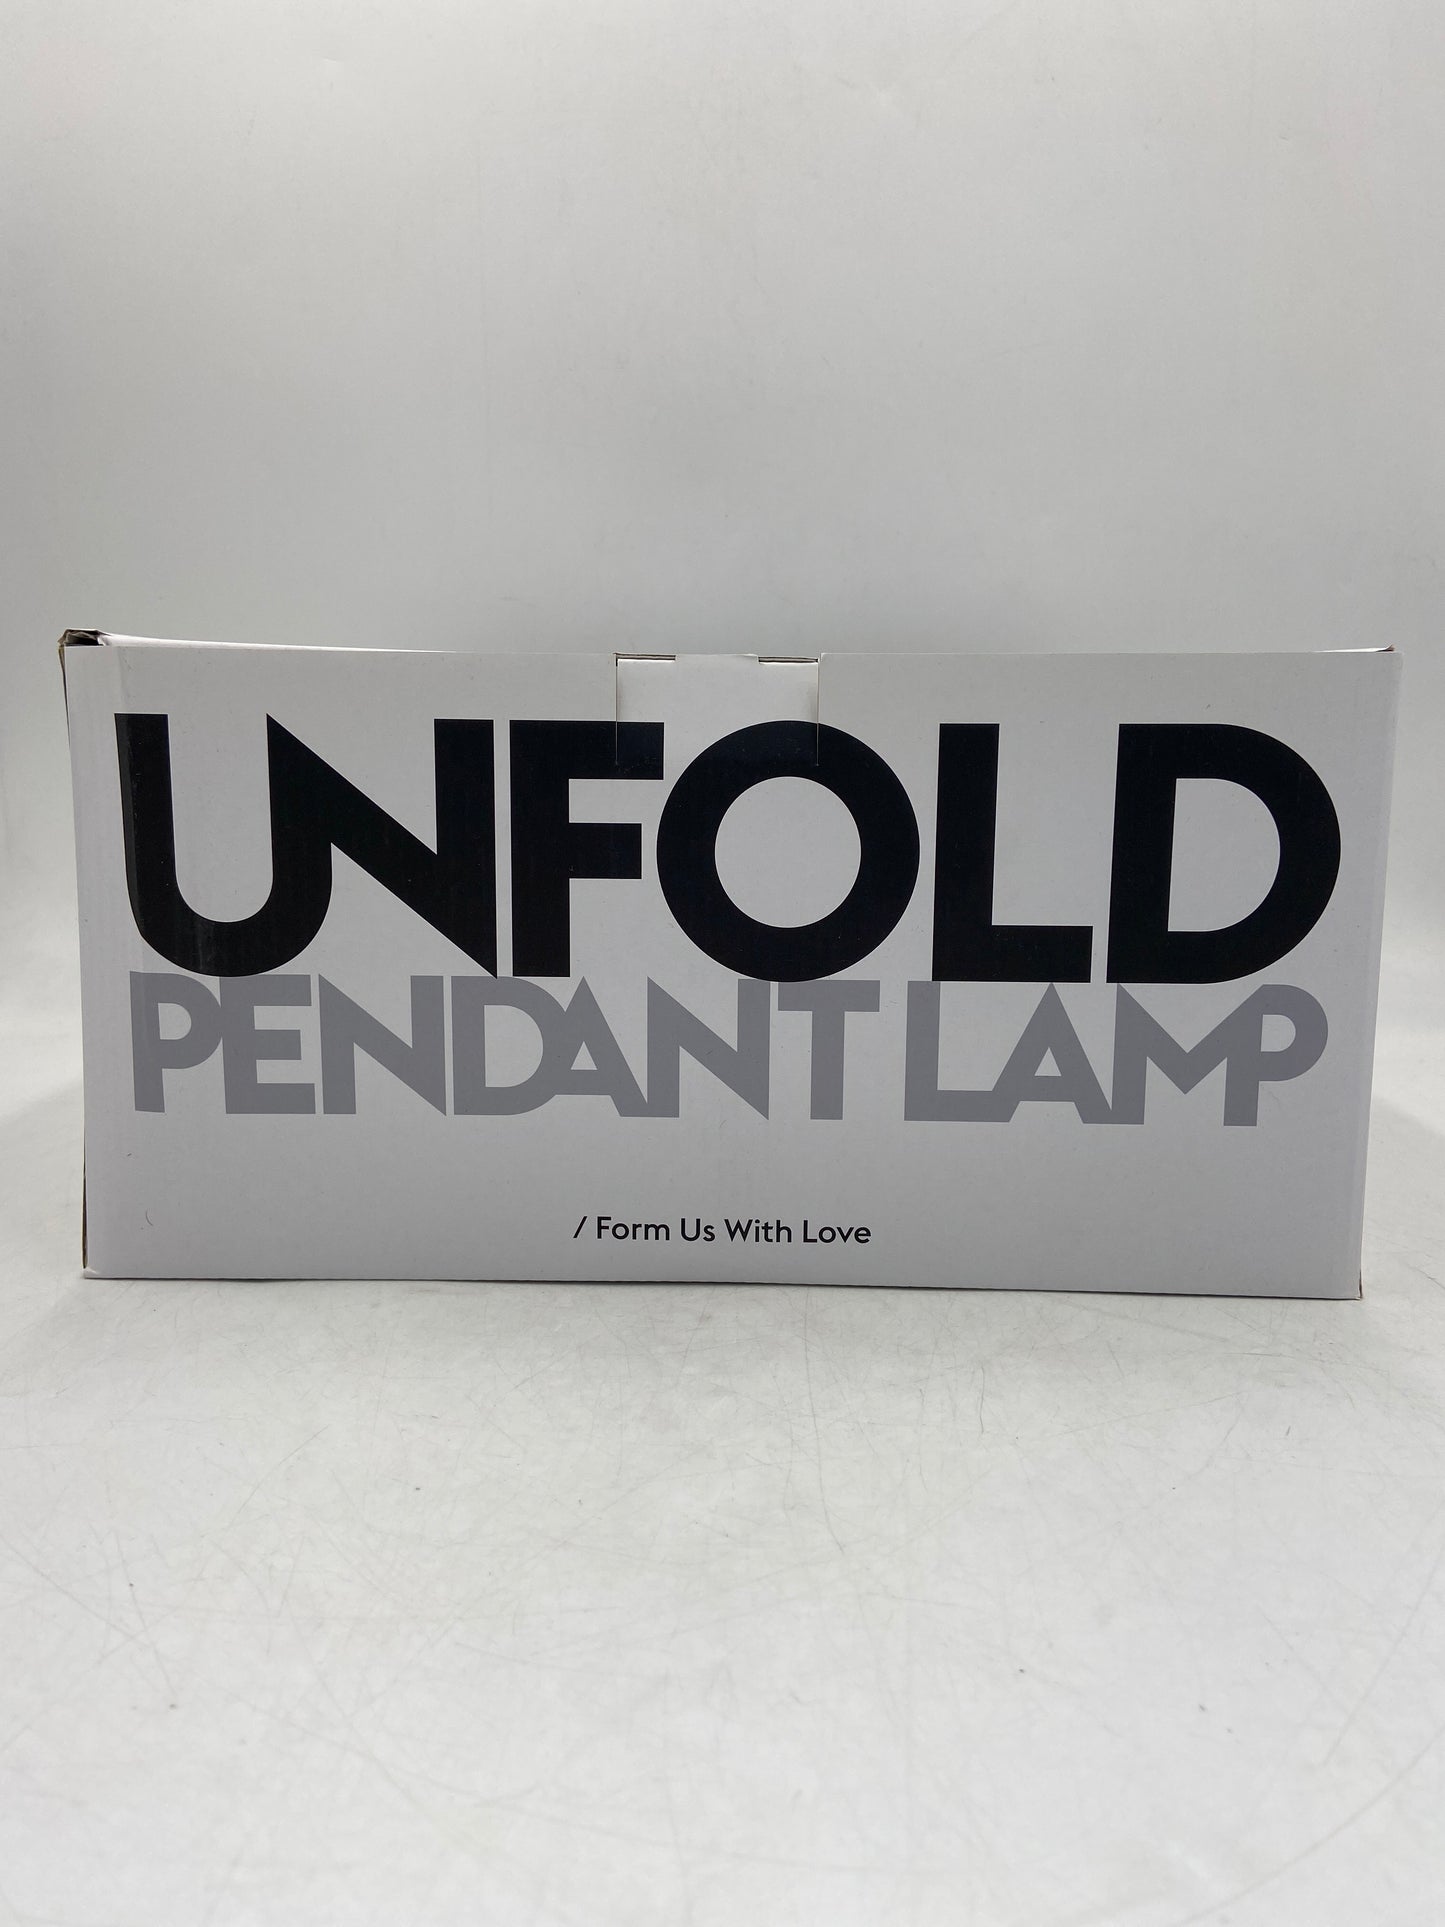 UNFOLD
PENDANT LAMP
/ Form Us With Love